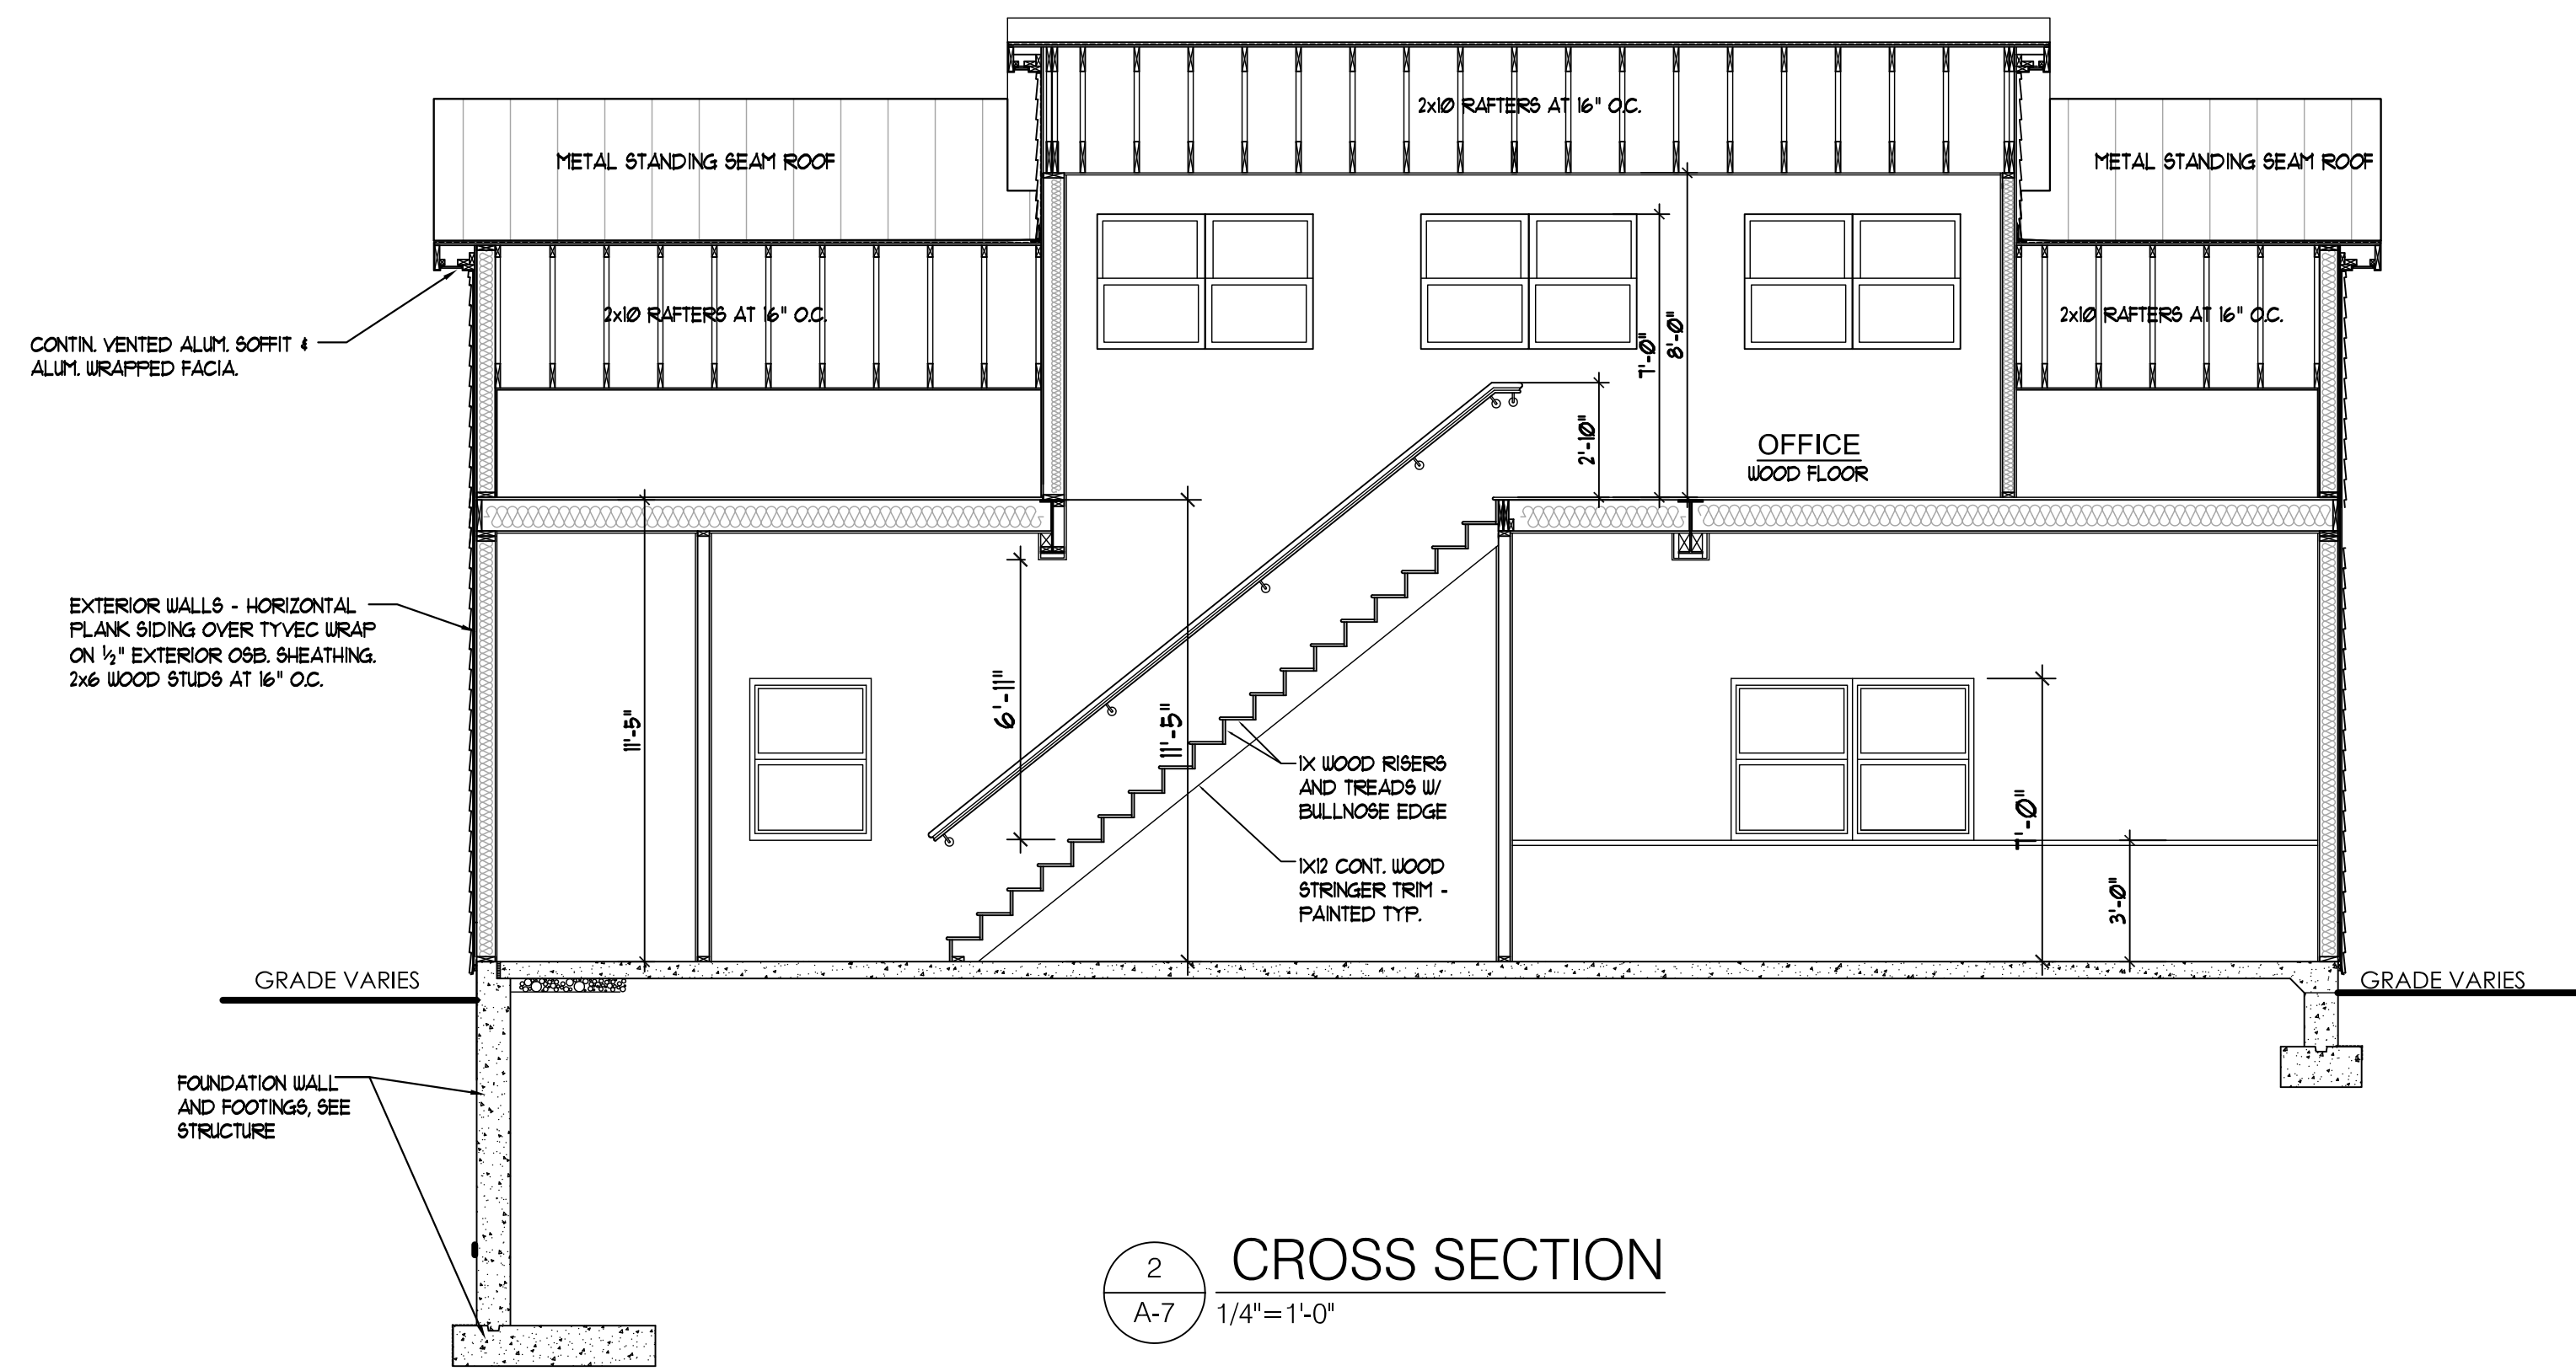 2x10 RAFTERS AT 16" O.C.
METAL STANDING SEAM ROOF
METAL STANDING SEAM ROOF
2x10 RAFTERS AT 16" O.C.
2x10 RAFTERS AT 16" O.C.
CONTIN. VENTED ALUM. SOFFIT &
ALUM. WRAPPED FACIA.
7'-0"
8'-0"
2'-10"
OFFICE
WOOD FLOOR
EXTERIOR WALLS - HORIZONTAL
PLANK SIDING OVER TYVEC WRAP
ON ½" EXTERIOR OSB. SHEATHING.
2x6 WOOD STUDS AT 16" O.C.
11'-5"
6'-11"
11'-5"
1X WOOD RISERS
AND TREADS W/
BULLNOSE EDGE
7'-0"
1X12 CONT. WOOD
STRINGER TRIM -
PAINTED TYP.
3'-0"
GRADE VARIES
GRADE VARIES
FOUNDATION WALL
AND FOOTINGS, SEE
STRUCTURE
2
A-7
CROSS SECTION
1/4"=1'-0"